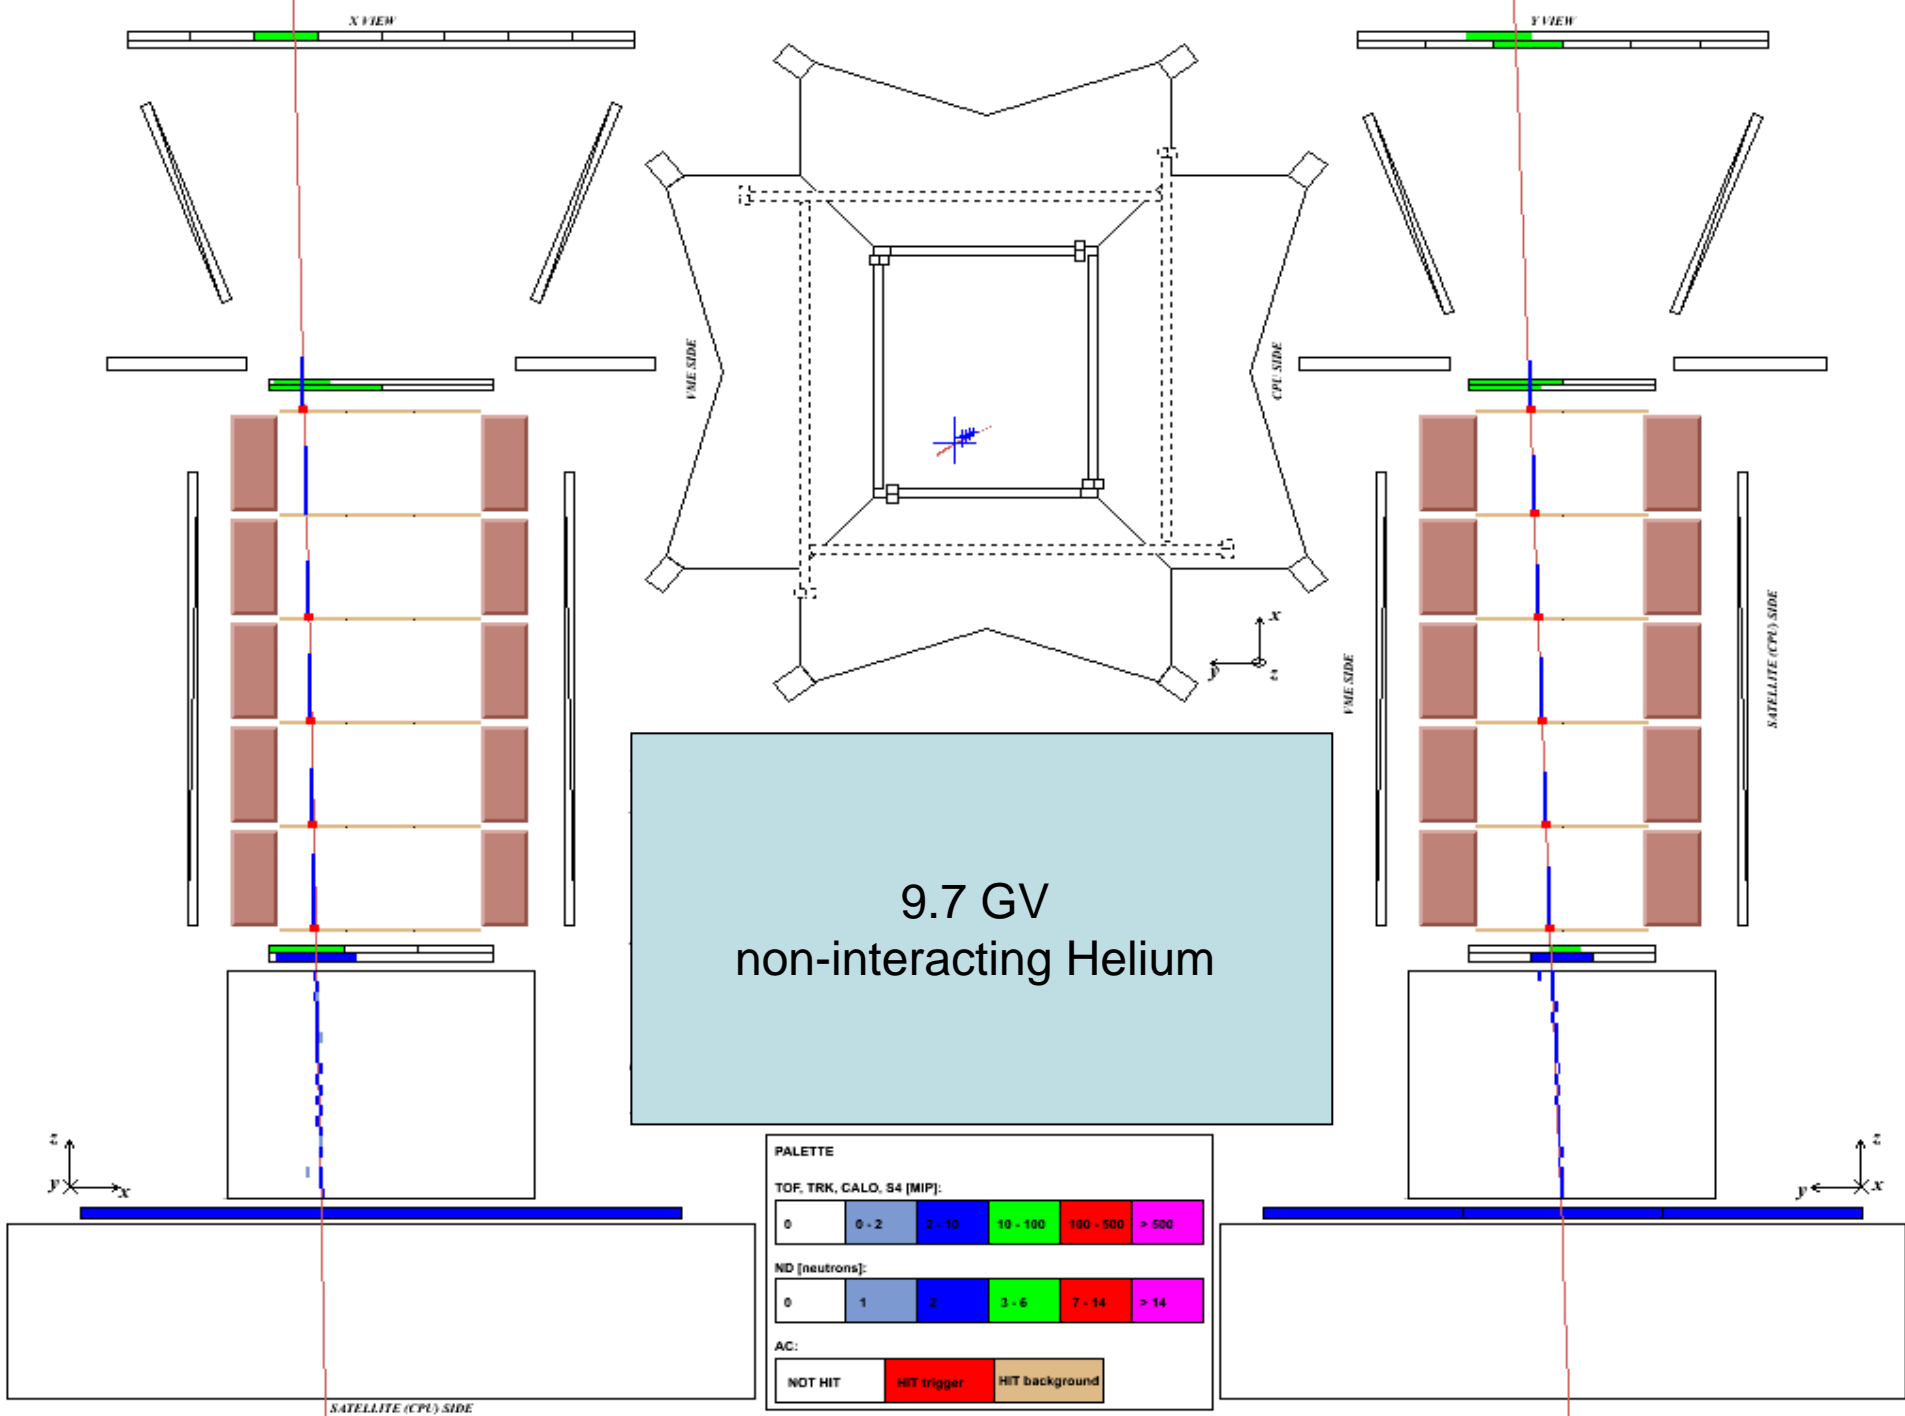 X VIEW
Y VIEW
VME SIDE
CPU SIDE
x
y
z
VME SIDE
SATELLITE (CPU) SIDE
9.7 GV
non-interacting Helium
z
y
x
z
y
x
PALETTE
TOF, TRK, CALO, S4 [MIP]:
0 0 - 2 2 - 10 10 - 100 100 - 500 > 500
ND [neutrons]:
0 1 2 3 - 6 7 - 14 > 14
AC:
NOT HIT HIT trigger HIT background
SATELLITE (CPU) SIDE